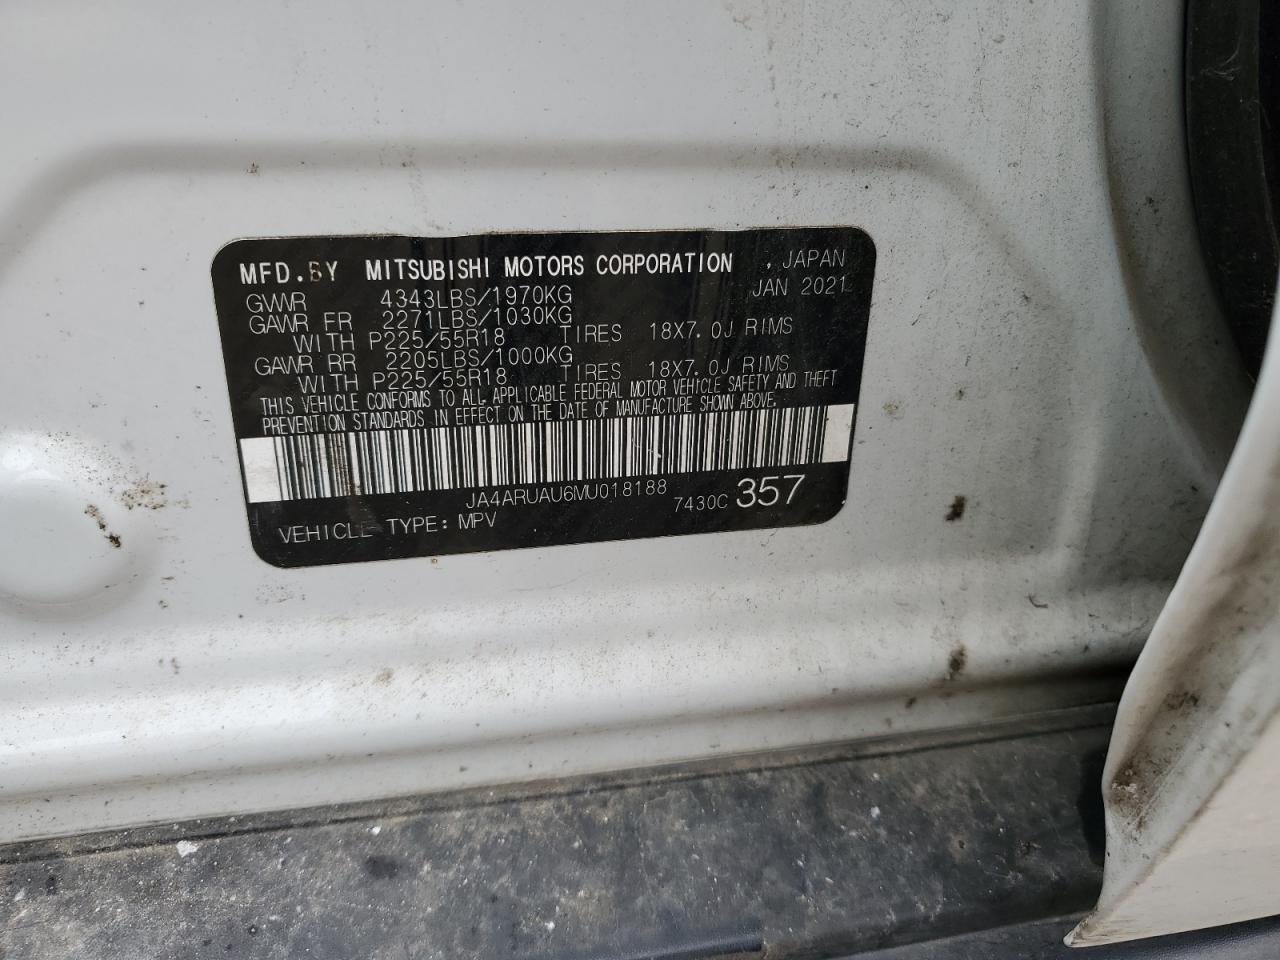 MFD.BY MITSUBISHI MOTORS CORPORATION , JAPAN
GWWR 4343LBS/1970KG JAN 2021
GAWR FR 2271LBS/1030KG
WITH P225/55R18 TIRES 18X7.0J RIMS
GAWR RR 2205LBS/1000KG
WITH P225/55R18 TIRES 18X7.0J RIMS
THIS VEHICLE CONFORMS TO ALL APPLICABLE FEDERAL MOTOR VEHICLE SAFETY AND THEFT
PREVENTION STANDARDS IN EFFECT ON THE DATE OF MANUFACTURE SHOWN ABOVE.
JA4ARUAU6MU018188
VEHICLE TYPE: MPV 7430C 357